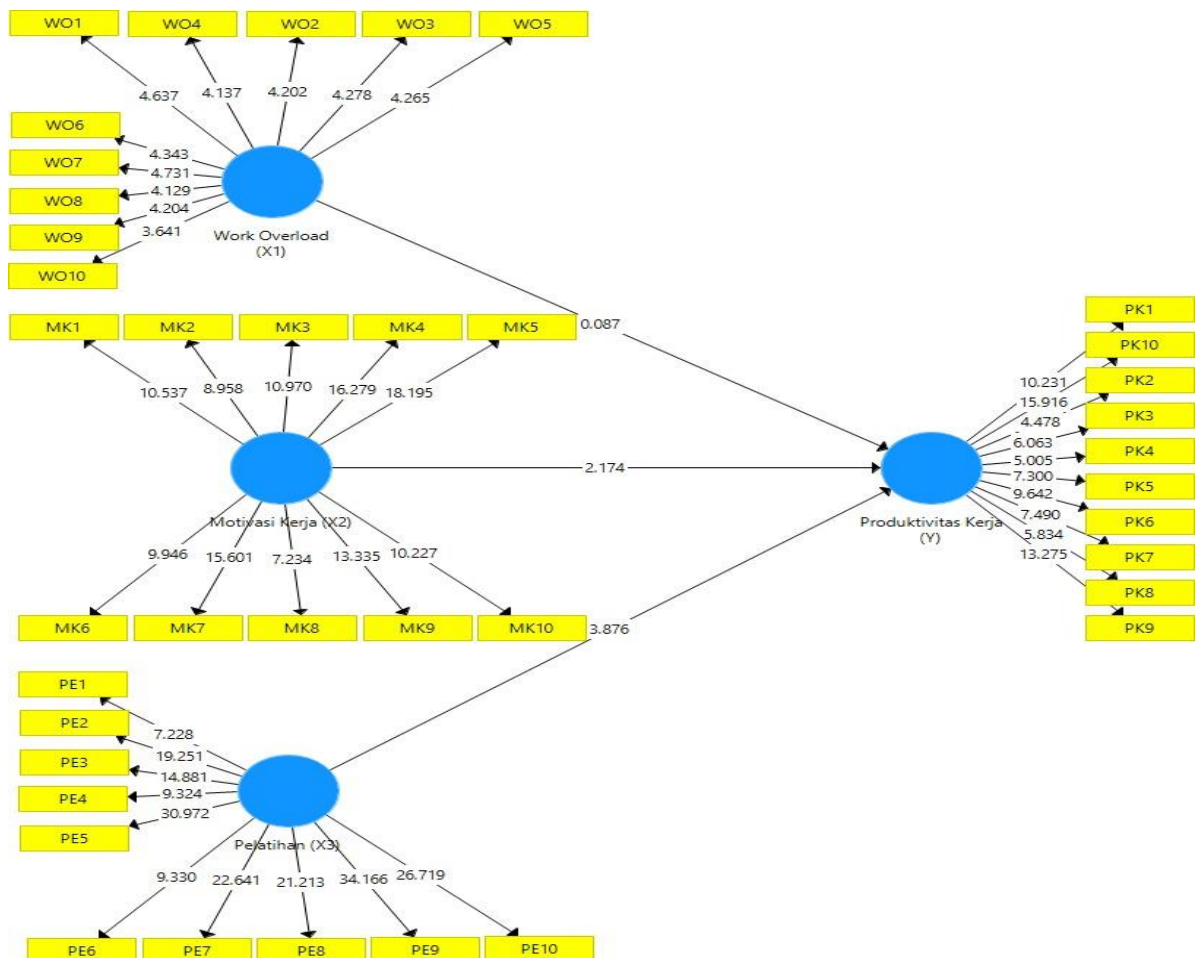 WO1
WO4
WO2
WO3
WO5
4.637
4.137
4.202
4.278
4.265
WO6
WO7
WO8
WO9
WO10
4.343
4.731
4.129
4.204
3.641
Work Overload
(X1)
0.087
MK1
MK2
MK3
MK4
MK5
10.537
8.958
10.970
16.279
18.195
Motivasi Kerja (X2)
2.174
9.946
15.601
7.234
13.335
10.227
MK6
MK7
MK8
MK9
MK10
3.876
PE1
PE2
PE3
PE4
PE5
7.228
19.251
14.881
9.324
30.972
Pelatihan (X3)
9.330
22.641
21.213
34.166
26.719
PE6
PE7
PE8
PE9
PE10
Produktivitas Kerja
(Y)
10.231
15.916
4.478
6.063
5.005
7.300
9.642
7.490
5.834
13.275
PK1
PK10
PK2
PK3
PK4
PK5
PK6
PK7
PK8
PK9